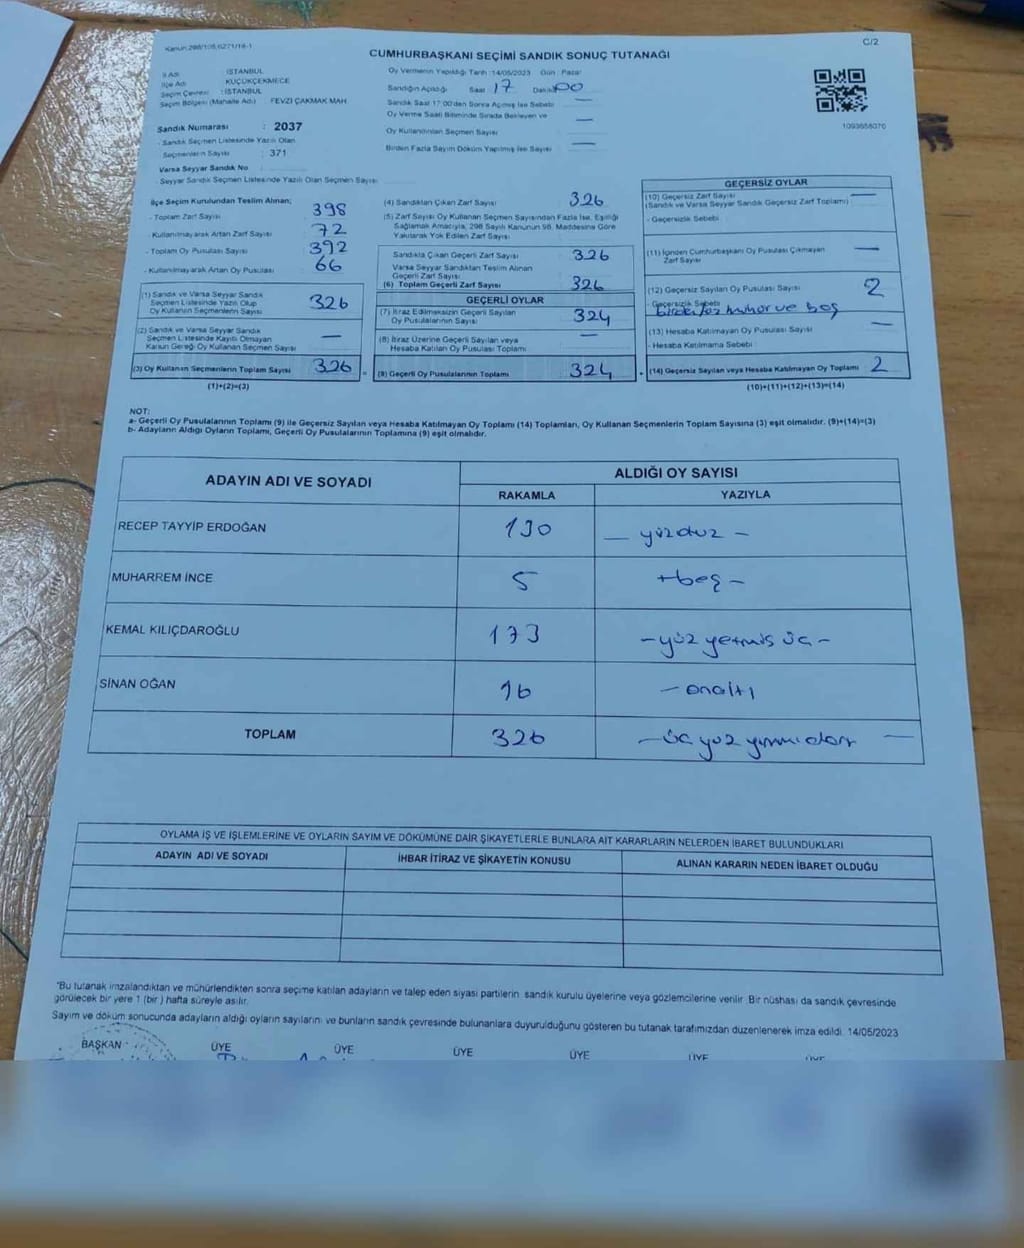 Kanun:298/105,6271/18-1
C/2
CUMHURBAŞKANI SEÇİMİ SANDIK SONUÇ TUTANAĞI
İl Adı : İSTANBUL
İlçe Adı : KÜÇÜKÇEKMECE
Seçim Çevresi : İSTANBUL
Seçim Bölgesi (Mahalle Adı) : FEVZİ ÇAKMAK MAH.
Sandık Numarası : 2037
Sandık Seçmen Listesinde Yazılı Olan
Seçmenlerin Sayısı : 371
Varsa Seyyar Sandık No
Seyyar Sandık Seçmen Listesinde Yazılı Olan Seçmen Sayısı
Oy Vermenin Yapıldığı Tarih :14/05/2023 Gün : Pazar
Sandığın Açıldığı Saat : 17 Dakika 00
Sandık Saat 17:00'den Sonra Açılmış İse Sebebi —
Oy Verme Saati Bitiminde Sırada Bekleyen ve —
Oy Kullandırılan Seçmen Sayısı
Birden Fazla Sayım Döküm Yapılmış İse Sayısı —
1093658076
İlçe Seçim Kurulundan Teslim Alınan;
- Toplam Zarf Sayısı 398
- Kullanılmayarak Artan Zarf Sayısı 72
- Toplam Oy Pusulası Sayısı 392
- Kullanılmayarak Artan Oy Pusulası 66
(1) Sandık ve Varsa Seyyar Sandık
Seçmen Listesinde Yazılı Olup
Oy Kullanan Seçmenlerin Sayısı 326
(2) Sandık ve Varsa Seyyar Sandık
Seçmen Listesinde Kayıtlı Olmayan
Kanun Gereği Oy Kullanan Seçmen Sayısı —
(3) Oy Kullanan Seçmenlerin Toplam Sayısı 326
(1)+(2)=(3)
(4) Sandıktan Çıkan Zarf Sayısı 326
(5) Zarf Sayısı Oy Kullanan Seçmen Sayısından Fazla İse, Eşitliği
Sağlamak Amacıyla, 298 Sayılı Kanunun 98. Maddesine Göre
Yakılarak Yok Edilen Zarf Sayısı
Sandıkta Çıkan Geçerli Zarf Sayısı 326
Varsa Seyyar Sandıktan Teslim Alınan
Geçerli Zarf Sayısı
(6) Toplam Geçerli Zarf Sayısı 326
GEÇERLİ OYLAR
(7) İtiraz Edilmeksizin Geçerli Sayılan
Oy Pusulalarının Sayısı 324
(8) İtiraz Üzerine Geçerli Sayılan veya
Hesaba Katılan Oy Pusulası Toplamı —
(9) Geçerli Oy Pusulalarının Toplamı 324
GEÇERSİZ OYLAR
(10) Geçersiz Zarf Sayısı —
(Sandık ve Varsa Seyyar Sandık Geçersiz Zarf Toplamı)
- Geçersizlik Sebebi
(11) İçinden Cumhurbaşkanı Oy Pusulası Çıkmayan —
Zarf Sayısı
(12) Geçersiz Sayılan Oy Pusulası Sayısı 2
- Geçersizlik Sebebi
mühür ve boş
(13) Hesaba Katılmayan Oy Pusulası Sayısı —
- Hesaba Katılmama Sebebi
(14) Geçersiz Sayılan veya Hesaba Katılmayan Oy Toplamı 2
(10)+(11)+(12)+(13)=(14)
NOT:
a- Geçerli Oy Pusulalarının Toplamı (9) ile Geçersiz Sayılan veya Hesaba Katılmayan Oy Toplamı (14) Toplamları, Oy Kullanan Seçmenlerin Toplam Sayısına (3) eşit olmalıdır. (9)+(14)=(3)
b- Adayların Aldığı Oyların Toplamı, Geçerli Oy Pusulalarının Toplamına (9) eşit olmalıdır.
ADAYIN ADI VE SOYADI
ALDIĞI OY SAYISI
RAKAMLA YAZIYLA
RECEP TAYYİP ERDOĞAN 130 — yüzotuz —
MUHARREM İNCE 5 — beş —
KEMAL KILIÇDAROĞLU 173 — yüz yetmiş üç —
SİNAN OĞAN 16 — onaltı
TOPLAM 326 — üç yüz yirmi dört —
OYLAMA İŞ VE İŞLEMLERİNE VE OYLARIN SAYIM VE DÖKÜMÜNE DAİR ŞİKAYETLERLE BUNLARA AİT KARARLARIN NELERDEN İBARET BULUNDUKLARI
ADAYIN ADI VE SOYADI İHBAR İTİRAZ VE ŞİKAYETİN KONUSU ALINAN KARARIN NEDEN İBARET OLDUĞU
"Bu tutanak imzalandıktan ve mühürlendikten sonra seçime katılan adayların ve talep eden siyasi partilerin sandık kurulu üyelerine veya gözlemcilerine verilir. Bir nüshası da sandık çevresinde
görülecek bir yere 1 (bir ) hafta süreyle asılır.
Sayım ve döküm sonucunda adayların aldığı oyların sayılarını ve bunların sandık çevresinde bulunanlara duyurulduğunu gösteren bu tutanak tarafımızdan düzenlenerek imza edildi. 14/05/2023
BAŞKAN ÜYE ÜYE ÜYE ÜYE ÜYE ÜYE